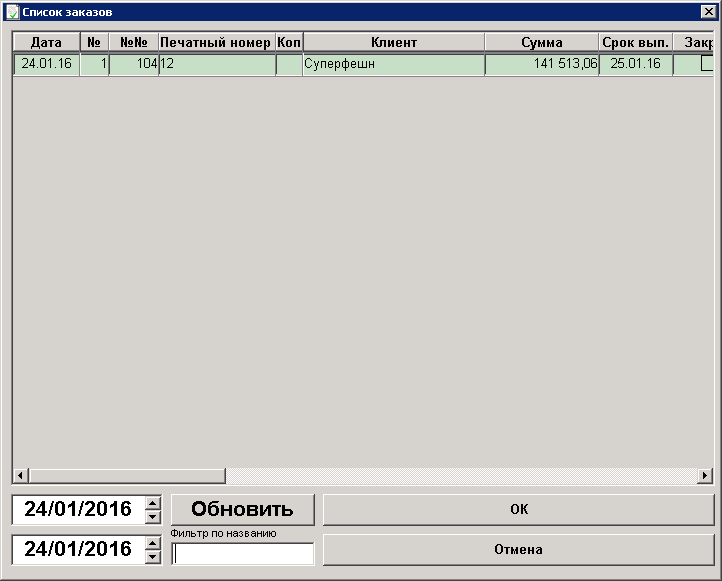 Список заказов
Дата № №№ Печатный номер Коп Клиент Сумма Срок вып. Закр
24.01.16 1 104 12 Суперфешн 141 513,06 25.01.16
24/01/2016 Обновить OK
Фильтр по названию
24/01/2016 Отмена